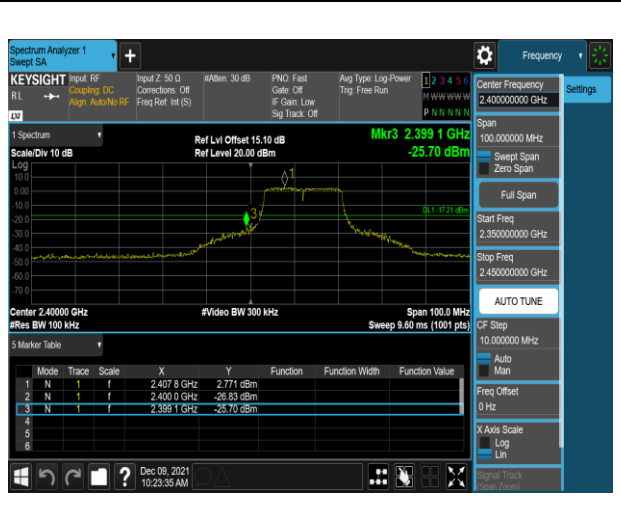 Spectrum Analyzer 1
Swept SA
+
Frequency
KEYSIGHT
RL
LXI
Input: RF
Coupling: DC
Align: Auto/No RF
Input Z: 50 Ω
Corrections: Off
Freq Ref: Int (S)
#Atten: 30 dB
PNO: Fast
Gate: Off
IF Gain: Low
Sig Track: Off
Avg Type: Log-Power
Trig: Free Run
1 2 3 4 5 6
M W W W W W
P N N N N N
Settings
Center Frequency
2.400000000 GHz
Span
100.000000 MHz
Swept Span
Zero Span
Full Span
Start Freq
2.350000000 GHz
Stop Freq
2.450000000 GHz
AUTO TUNE
CF Step
10.000000 MHz
Auto
Man
Freq Offset
0 Hz
X Axis Scale
Log
Lin
Signal Track
(Span Zoom)
1 Spectrum
Scale/Div 10 dB
Ref Lvl Offset 15.10 dB
Ref Level 20.00 dBm
Mkr3 2.399 1 GHz
-25.70 dBm
Log
10.0
0.00
-10.0
-20.0
-30.0
-40.0
-50.0
-60.0
-70.0
1
3
DL1 -17.21 dBm
Center 2.40000 GHz
#Video BW 300 kHz
Span 100.0 MHz
#Res BW 100 kHz
Sweep 9.60 ms (1001 pts)
5 Marker Table
Mode Trace Scale X Y Function Function Width Function Value
1 N 1 f 2.407 8 GHz 2.771 dBm
2 N 1 f 2.400 0 GHz -26.83 dBm
3 N 1 f 2.399 1 GHz -25.70 dBm
4
5
6
?
Dec 09, 2021
10:23:35 AM